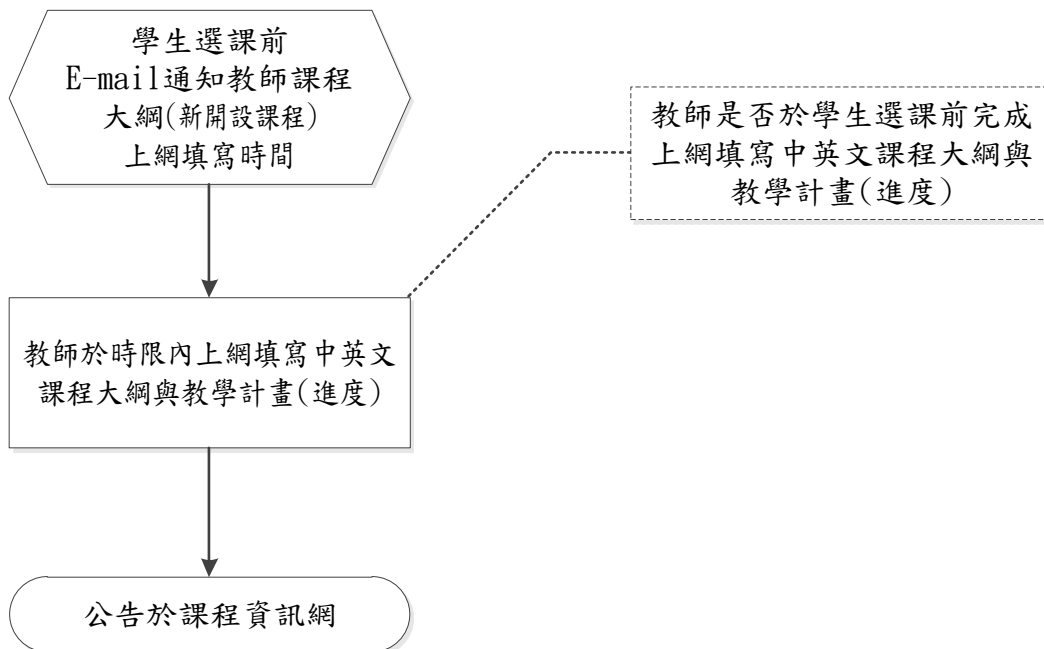 學生選課前
E-mail通知教師課程
大綱(新開設課程)
上網填寫時間
教師是否於學生選課前完成
上網填寫中英文課程大綱與
教學計畫(進度)
教師於時限內上網填寫中英文
課程大綱與教學計畫(進度)
公告於課程資訊網